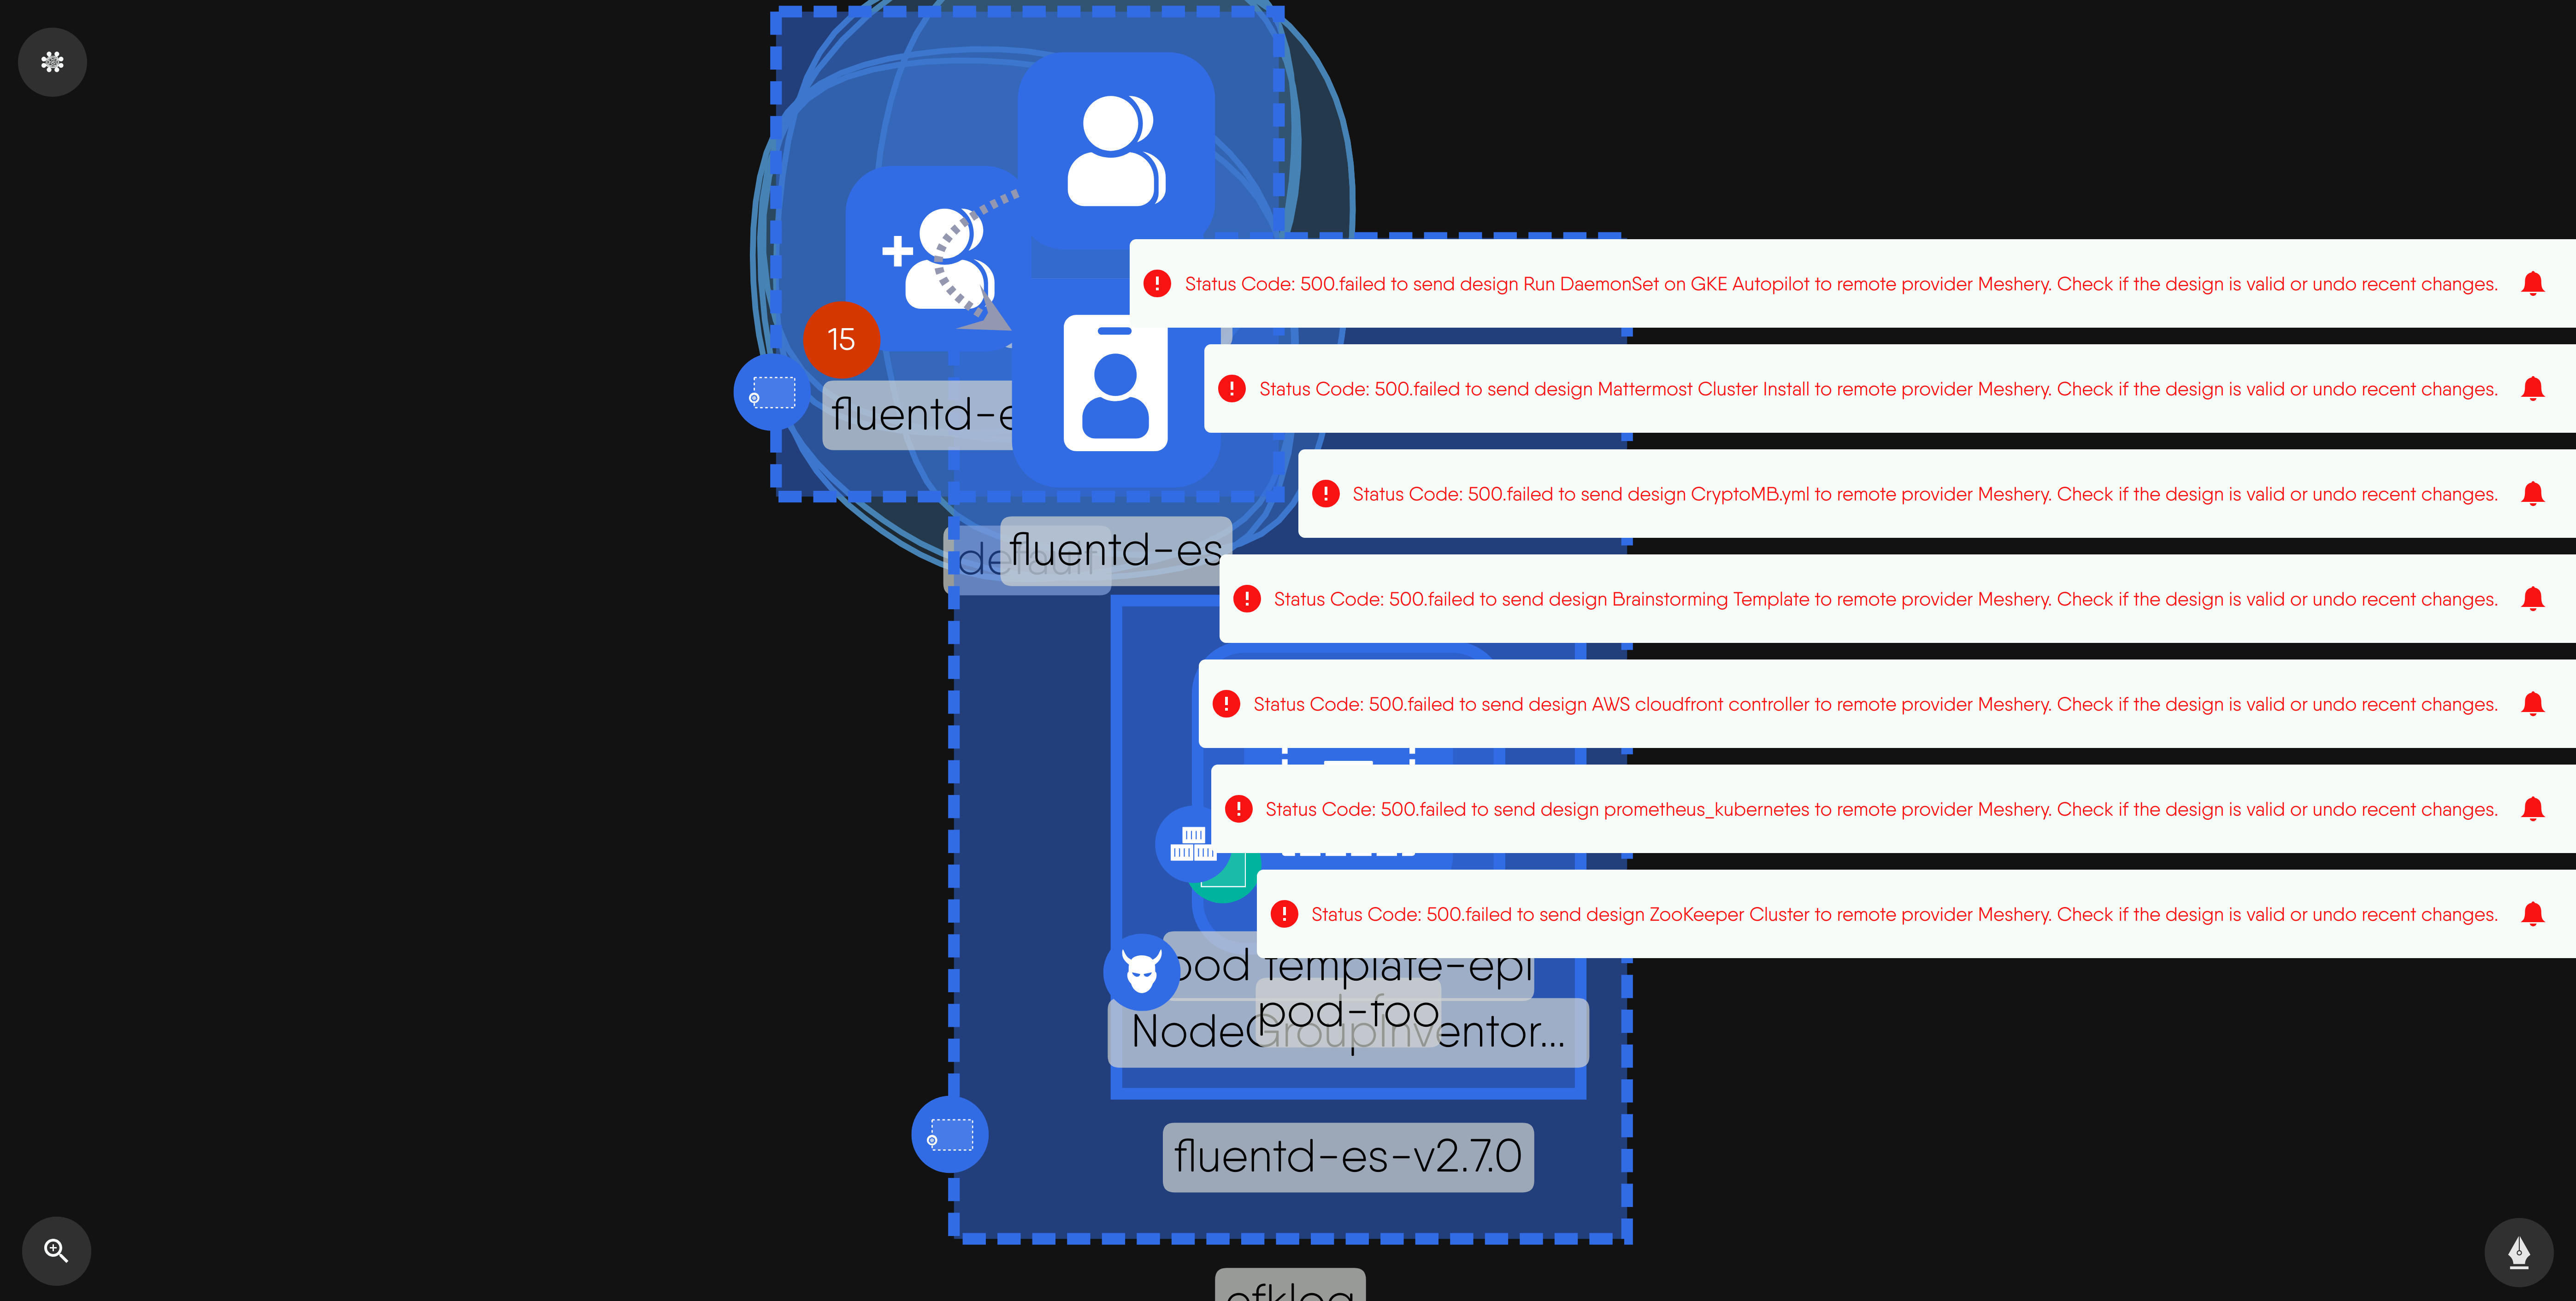 15
fluentd-e
Status Code: 500.failed to send design Run DaemonSet on GKE Autopilot to remote provider Meshery. Check if the design is valid or undo recent changes.
Status Code: 500.failed to send design Mattermost Cluster Install to remote provider Meshery. Check if the design is valid or undo recent changes.
Status Code: 500.failed to send design CryptoMB.yml to remote provider Meshery. Check if the design is valid or undo recent changes.
default
fluentd-es
Status Code: 500.failed to send design Brainstorming Template to remote provider Meshery. Check if the design is valid or undo recent changes.
Status Code: 500.failed to send design AWS cloudfront controller to remote provider Meshery. Check if the design is valid or undo recent changes.
Status Code: 500.failed to send design prometheus_kubernetes to remote provider Meshery. Check if the design is valid or undo recent changes.
Status Code: 500.failed to send design ZooKeeper Cluster to remote provider Meshery. Check if the design is valid or undo recent changes.
pod template-epl
pod-foo
NodeGroupInventor...
fluentd-es-v2.7.0
efklog